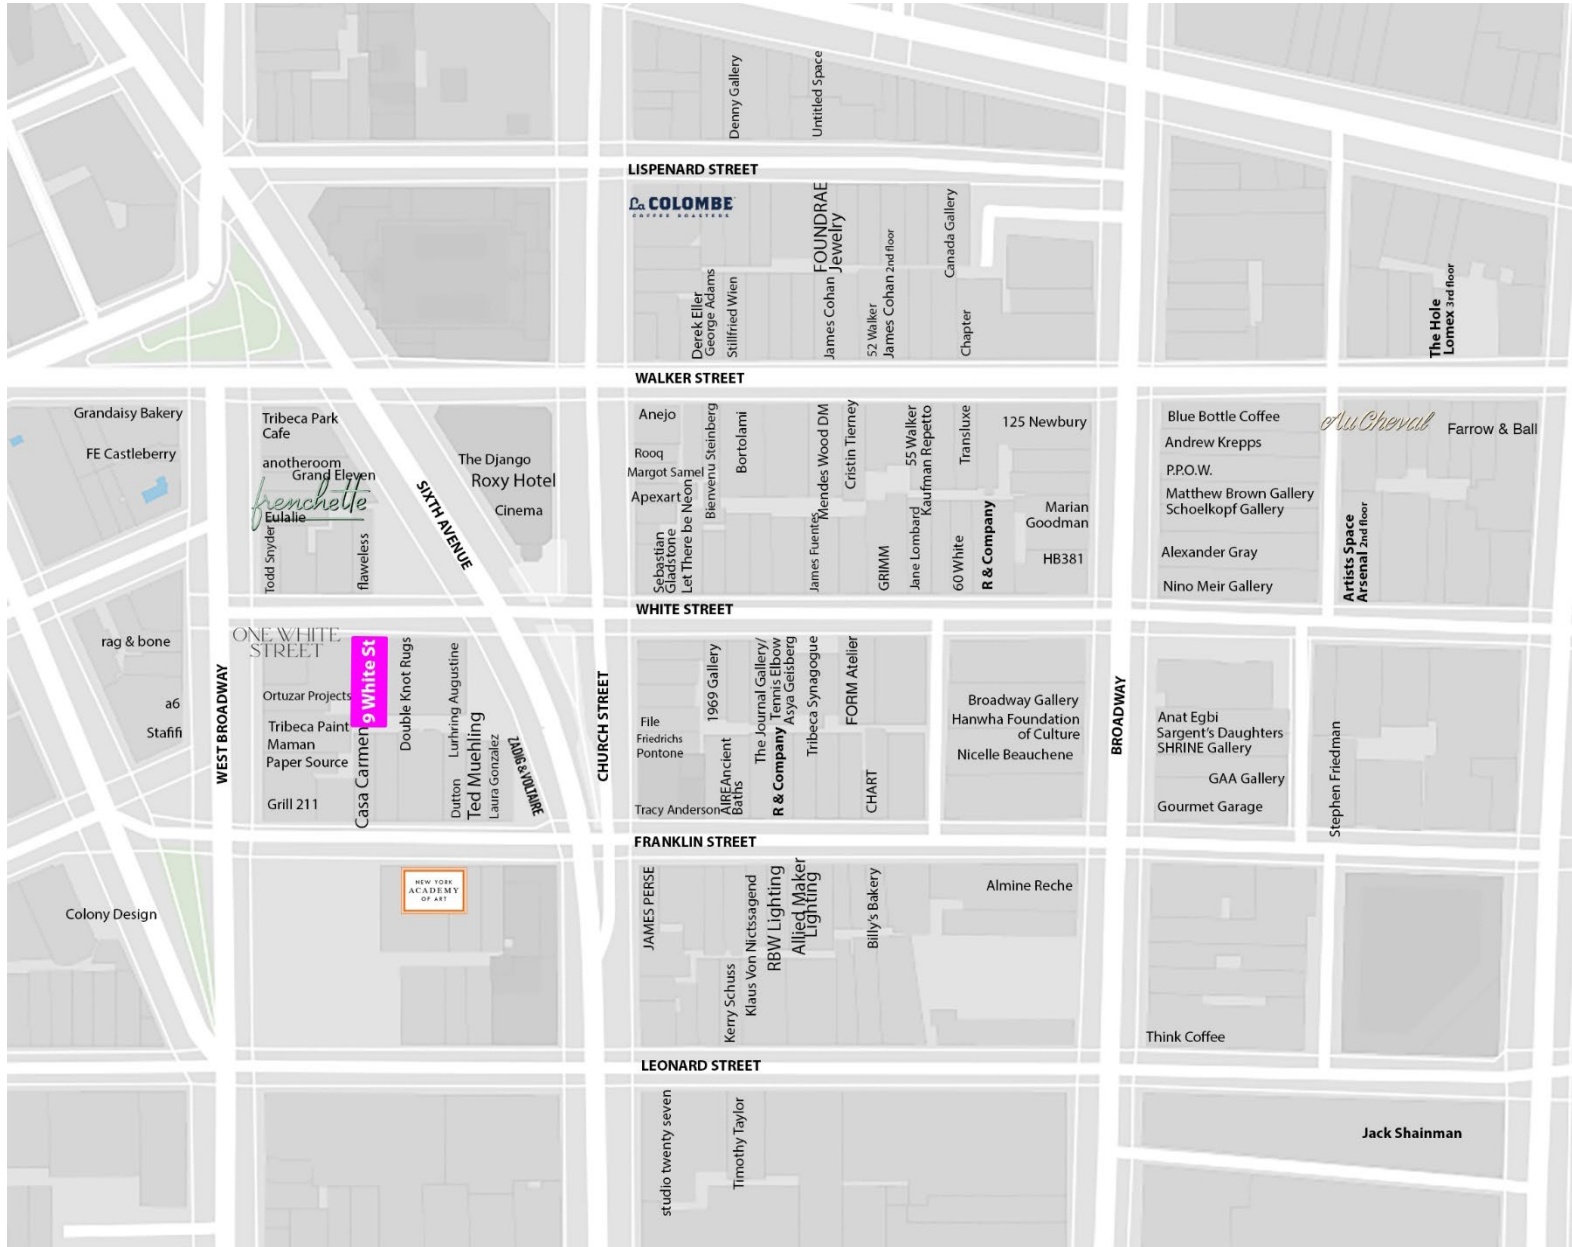 Denny Gallery
Untitled Space
LISPENARD STREET
La COLOMBE
COFFEE ROASTERS
FOUNDRAE
Jewelry
Canada Gallery
Derek Eller
George Adams
Stillfried Wien
James Cohan
52 Walker
James Cohan 2nd floor
Chapter
The Hole
Lomex 3rd floor
WALKER STREET
Grandaisy Bakery
FE Castleberry
Tribeca Park
Cafe
anotheroom
Grand Eleven
frenchette
Eulalie
Todd Snyder
flaweless
SIXTH AVENUE
The Django
Roxy Hotel
Cinema
Anejo
Rooq
Margot Samel
Apexart
Sebastian
Gladstone
Let There be Neon
Bienvenu Steinberg
Bortolami
James Fuentes
Mendes Wood DM
Cristin Tierney
GRIMM
55 Walker
Kaufman Repetto
Jane Lombard
Transluxe
60 White
R & Company
125 Newbury
Marian
Goodman
HB381
Blue Bottle Coffee
Andrew Krepps
P.P.O.W.
Matthew Brown Gallery
Schoelkopf Gallery
Alexander Gray
Nino Meir Gallery
Au Cheval
Farrow & Ball
Artists Space
Arsenal 2nd floor
WHITE STREET
rag & bone
a6
Stafifi
WEST BROADWAY
ONE WHITE
STREET
Ortuzar Projects
Tribeca Paint
Maman
Paper Source
Grill 211
9 White St
Casa Carmen
Double Knot Rugs
Lurhring Augustine
Dutton
Ted Muehling
Laura Gonzalez
ZADIG & VOLTAIRE
CHURCH STREET
File
Friedrichs
Pontone
Tracy Anderson
1969 Gallery
AIREAncient
Baths
The Journal Gallery/
Tennis Elbow
Asya Geisberg
R & Company
Tribeca Synagogue
FORM Atelier
CHART
Broadway Gallery
Hanwha Foundation
of Culture
Nicelle Beauchene
BROADWAY
Anat Egbi
Sargent's Daughters
SHRINE Gallery
GAA Gallery
Gourmet Garage
Stephen Friedman
FRANKLIN STREET
Colony Design
NEW YORK
ACADEMY
OF ART
JAMES PERSE
Kerry Schuss
Klaus Von Nictssagend
RBW Lighting
Allied Maker
Lighting
Billy's Bakery
Almine Reche
Think Coffee
LEONARD STREET
studio twenty seven
Timothy Taylor
Jack Shainman